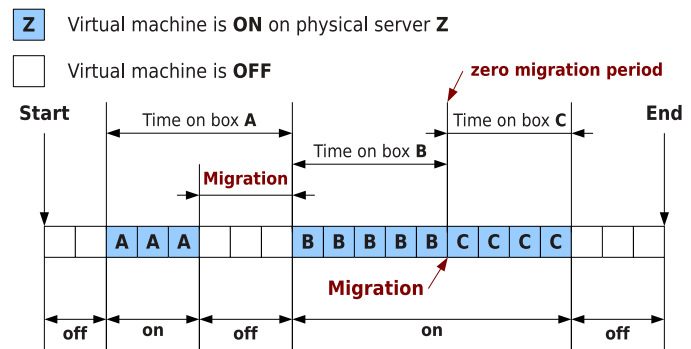 Z Virtual machine is ON on physical server Z
Virtual machine is OFF
zero migration period
Start
End
Time on box A
Time on box C
Time on box B
Migration
A A A B B B B B C C C C
Migration
off on off on off